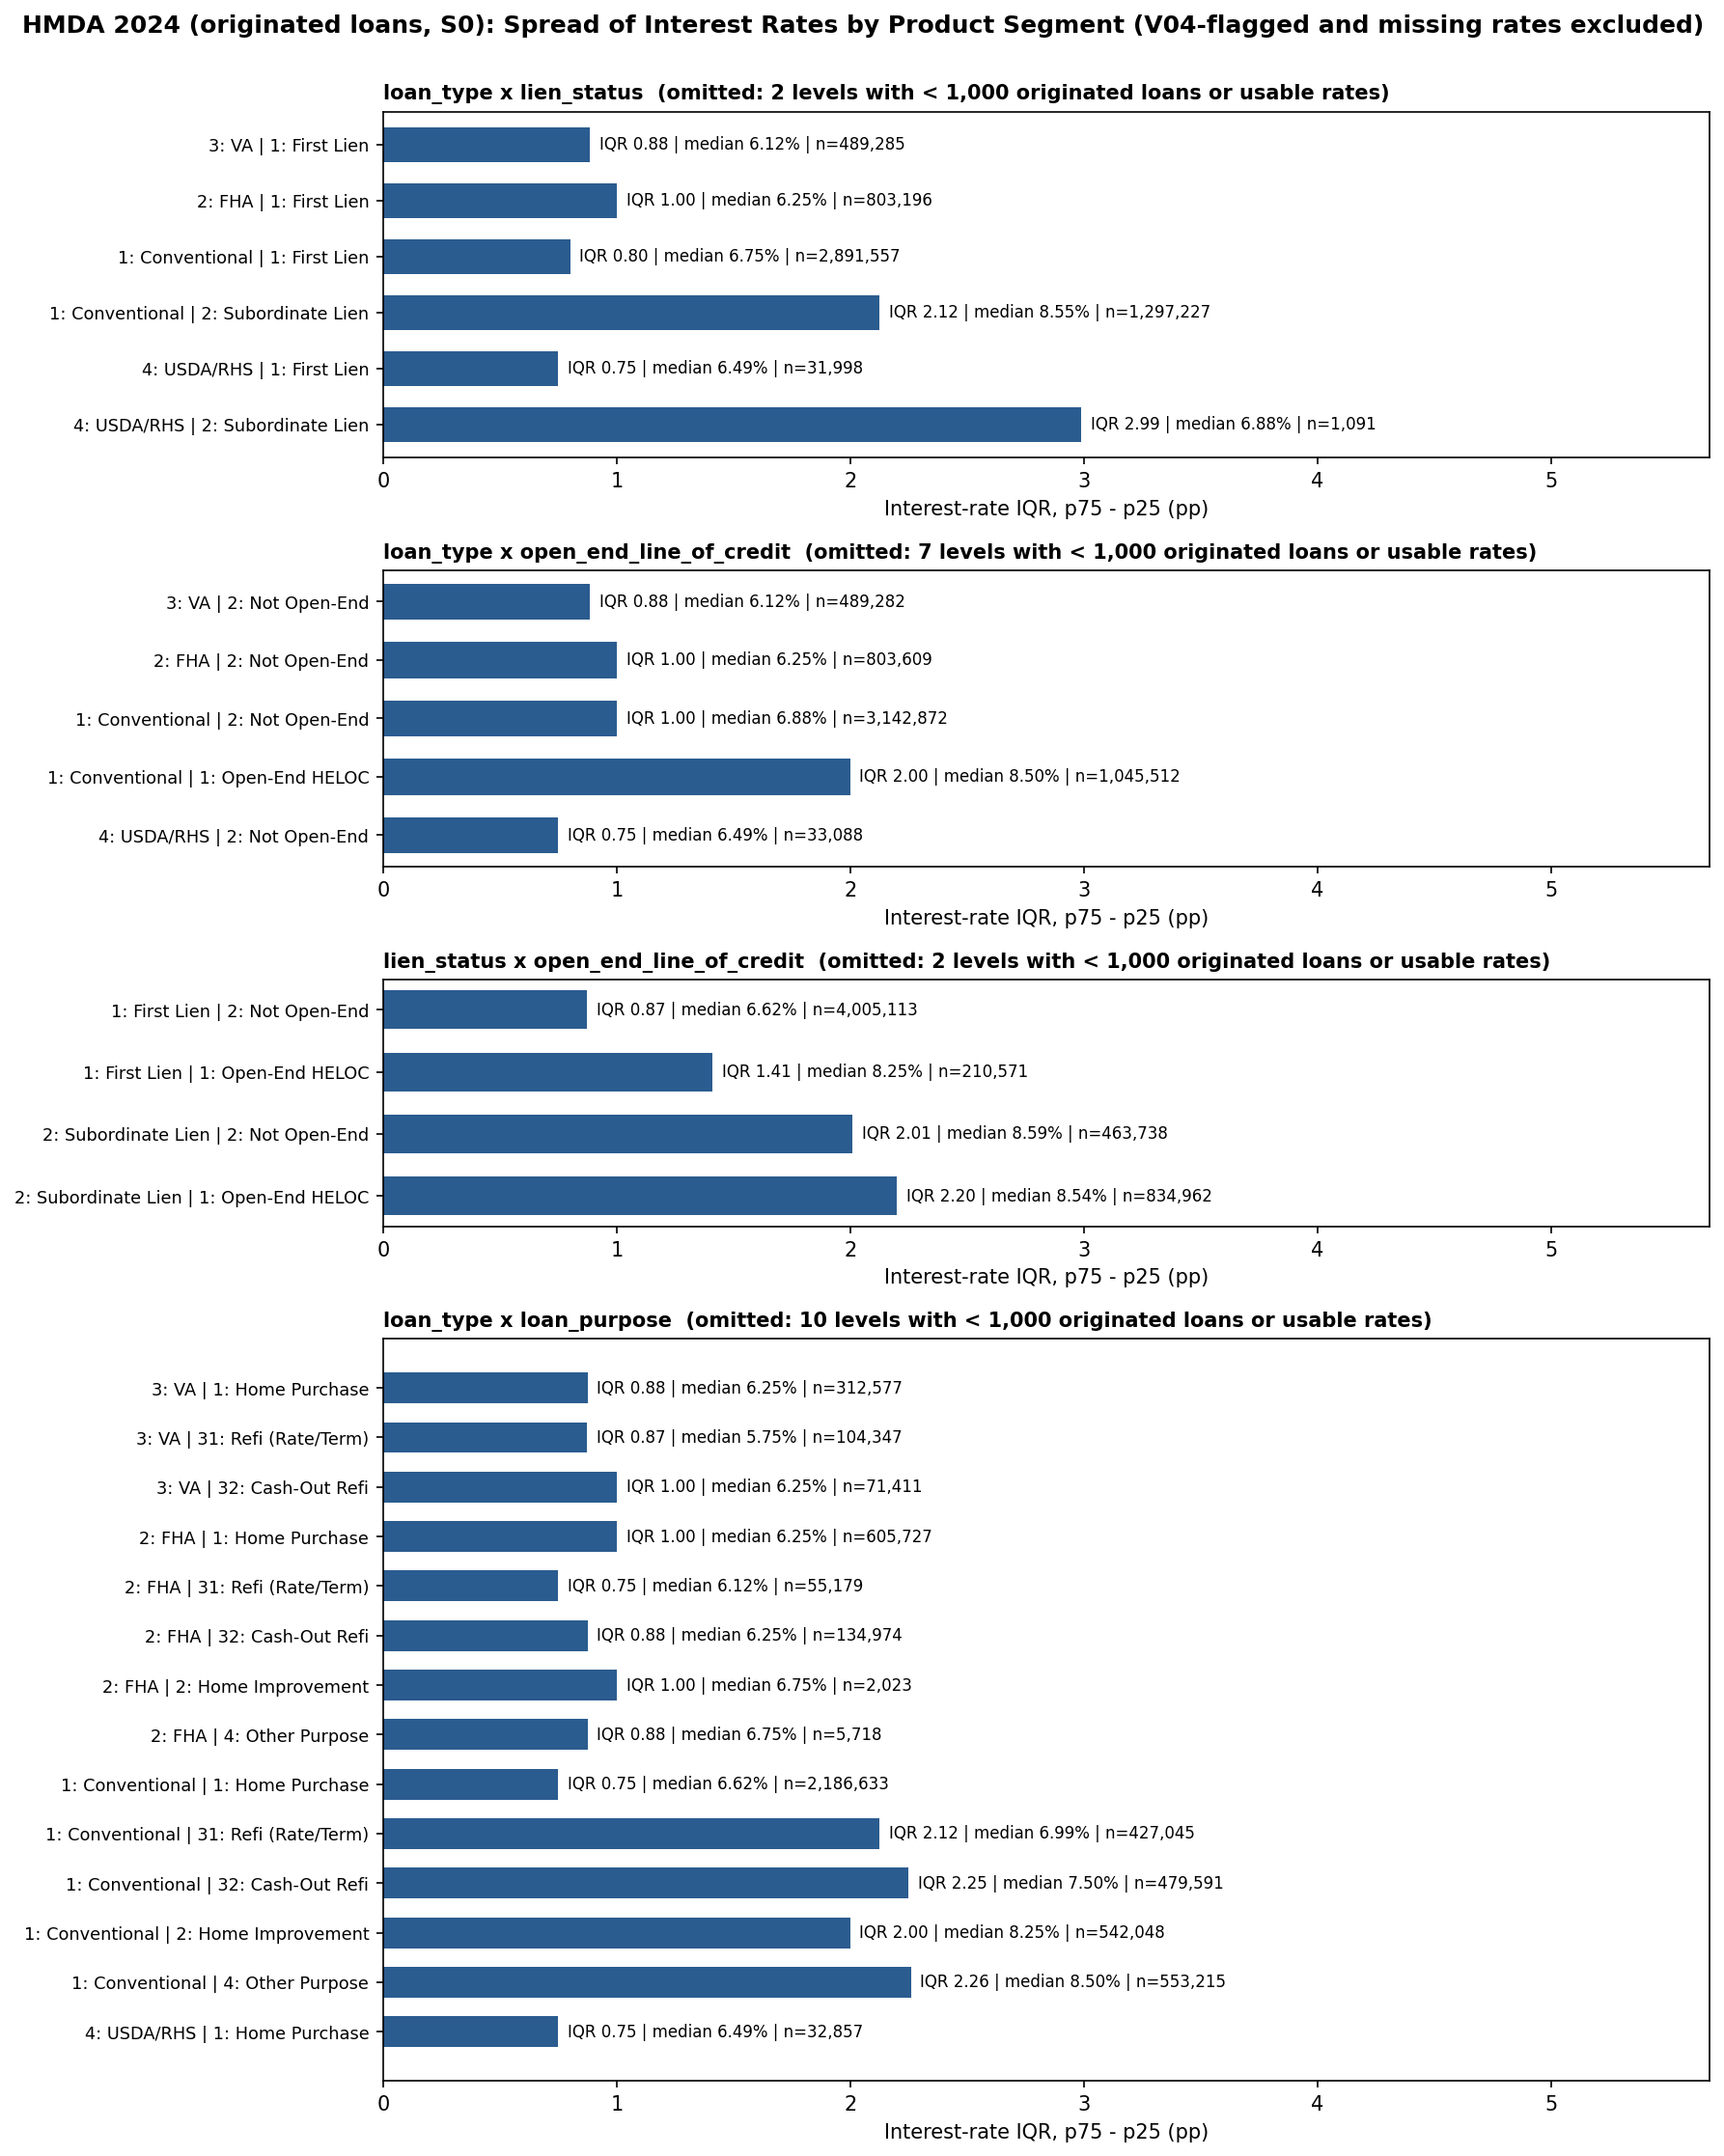 HMDA 2024 (originated loans, S0): Spread of Interest Rates by Product Segment (V04-flagged and missing rates excluded)
loan_type x lien_status (omitted: 2 levels with < 1,000 originated loans or usable rates)
3: VA | 1: First Lien IQR 0.88 | median 6.12% | n=489,285
2: FHA | 1: First Lien IQR 1.00 | median 6.25% | n=803,196
1: Conventional | 1: First Lien IQR 0.80 | median 6.75% | n=2,891,557
1: Conventional | 2: Subordinate Lien IQR 2.12 | median 8.55% | n=1,297,227
4: USDA/RHS | 1: First Lien IQR 0.75 | median 6.49% | n=31,998
4: USDA/RHS | 2: Subordinate Lien IQR 2.99 | median 6.88% | n=1,091
0 1 2 3 4 5
Interest-rate IQR, p75 - p25 (pp)
loan_type x open_end_line_of_credit (omitted: 7 levels with < 1,000 originated loans or usable rates)
3: VA | 2: Not Open-End IQR 0.88 | median 6.12% | n=489,282
2: FHA | 2: Not Open-End IQR 1.00 | median 6.25% | n=803,609
1: Conventional | 2: Not Open-End IQR 1.00 | median 6.88% | n=3,142,872
1: Conventional | 1: Open-End HELOC IQR 2.00 | median 8.50% | n=1,045,512
4: USDA/RHS | 2: Not Open-End IQR 0.75 | median 6.49% | n=33,088
0 1 2 3 4 5
Interest-rate IQR, p75 - p25 (pp)
lien_status x open_end_line_of_credit (omitted: 2 levels with < 1,000 originated loans or usable rates)
1: First Lien | 2: Not Open-End IQR 0.87 | median 6.62% | n=4,005,113
1: First Lien | 1: Open-End HELOC IQR 1.41 | median 8.25% | n=210,571
2: Subordinate Lien | 2: Not Open-End IQR 2.01 | median 8.59% | n=463,738
2: Subordinate Lien | 1: Open-End HELOC IQR 2.20 | median 8.54% | n=834,962
0 1 2 3 4 5
Interest-rate IQR, p75 - p25 (pp)
loan_type x loan_purpose (omitted: 10 levels with < 1,000 originated loans or usable rates)
3: VA | 1: Home Purchase IQR 0.88 | median 6.25% | n=312,577
3: VA | 31: Refi (Rate/Term) IQR 0.87 | median 5.75% | n=104,347
3: VA | 32: Cash-Out Refi IQR 1.00 | median 6.25% | n=71,411
2: FHA | 1: Home Purchase IQR 1.00 | median 6.25% | n=605,727
2: FHA | 31: Refi (Rate/Term) IQR 0.75 | median 6.12% | n=55,179
2: FHA | 32: Cash-Out Refi IQR 0.88 | median 6.25% | n=134,974
2: FHA | 2: Home Improvement IQR 1.00 | median 6.75% | n=2,023
2: FHA | 4: Other Purpose IQR 0.88 | median 6.75% | n=5,718
1: Conventional | 1: Home Purchase IQR 0.75 | median 6.62% | n=2,186,633
1: Conventional | 31: Refi (Rate/Term) IQR 2.12 | median 6.99% | n=427,045
1: Conventional | 32: Cash-Out Refi IQR 2.25 | median 7.50% | n=479,591
1: Conventional | 2: Home Improvement IQR 2.00 | median 8.25% | n=542,048
1: Conventional | 4: Other Purpose IQR 2.26 | median 8.50% | n=553,215
4: USDA/RHS | 1: Home Purchase IQR 0.75 | median 6.49% | n=32,857
0 1 2 3 4 5
Interest-rate IQR, p75 - p25 (pp)